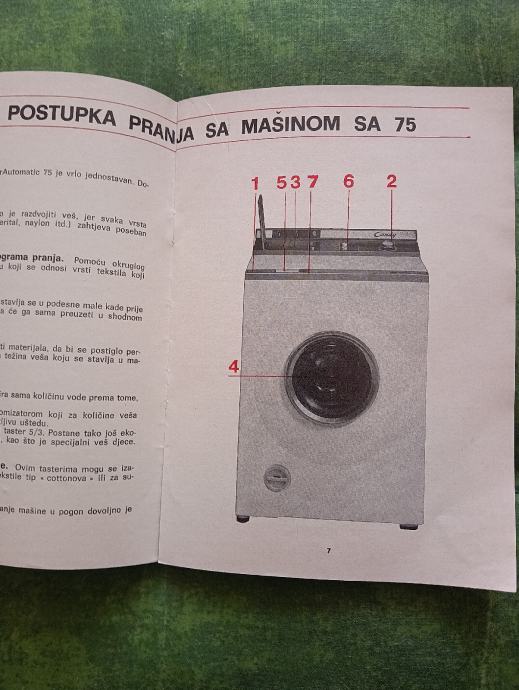 POSTUPKA PRANJA SA MAŠINOM SA 75
rAutomatic 75 je vrlo jednostavan. Do-
o je razdvojiti veš, jer svaka vrsta
erital, naylon itd.) zahtjeva poseban
ograma pranja. Pomoću okruglog
u koji se odnosi vrsti tekstila koji
stavlja se u podesne male kade prije
a će ga sama preuzeti u shodnom
ti materijala, da bi se postiglo per-
težina veša koju se stavlja u ma-
ira sama količinu vode prema tome,
omizatorom koji za količine veša
ljivu uštedu.
taster 5/3. Postane tako još eko-
, kao što je specijalni veš djece.
e. Ovim tasterima mogu se iza-
ekstile tip « cottonova » ili za su-
anje mašine u pogon dovoljno je
1 5 3 7 6 2
Candy
4
7